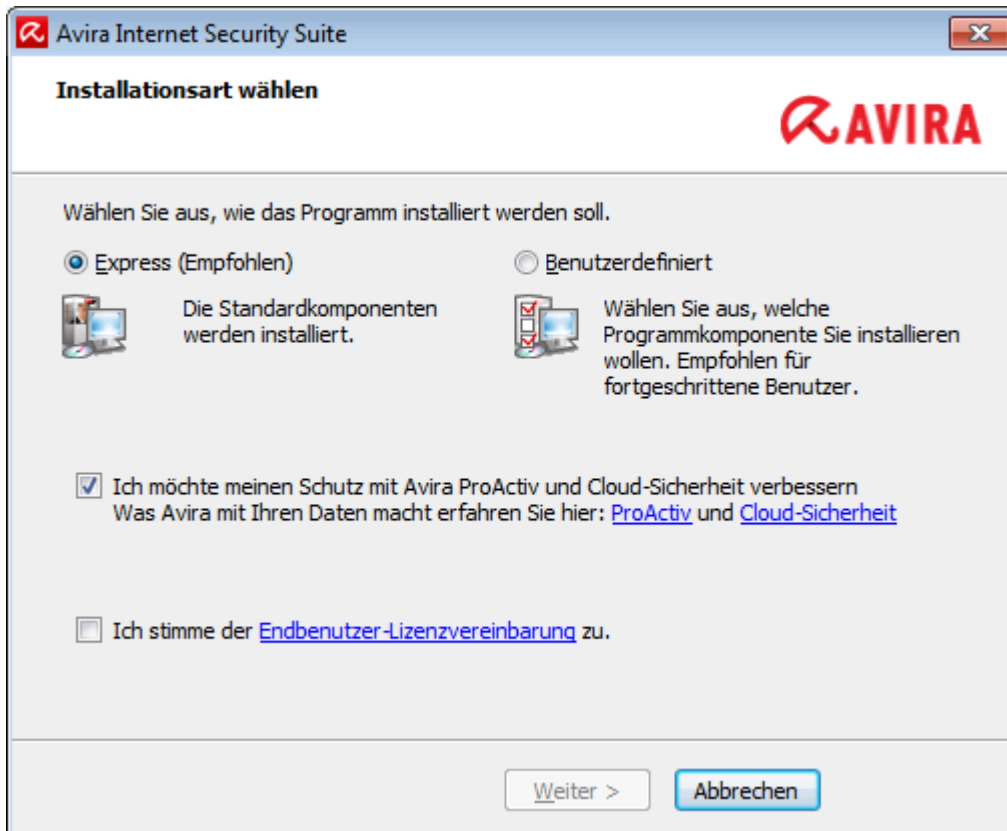 Avira Internet Security Suite
Installationsart wählen
AVIRA
Wählen Sie aus, wie das Programm installiert werden soll.
Express (Empfohlen)
Die Standardkomponenten
werden installiert.
Benutzerdefiniert
Wählen Sie aus, welche
Programmkomponente Sie installieren
wollen. Empfohlen für
fortgeschrittene Benutzer.
Ich möchte meinen Schutz mit Avira ProActiv und Cloud-Sicherheit verbessern
Was Avira mit Ihren Daten macht erfahren Sie hier: ProActiv und Cloud-Sicherheit
Ich stimme der Endbenutzer-Lizenzvereinbarung zu.
Weiter >
Abbrechen